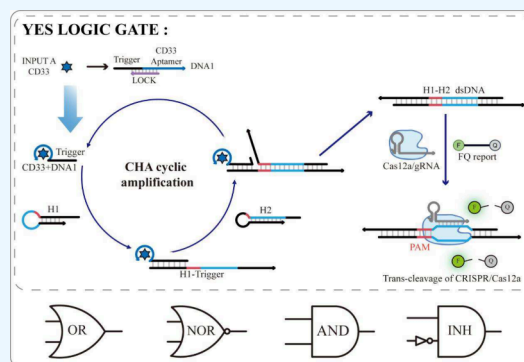 YES LOGIC GATE :
INPUT A
CD33
Trigger
CD33
Aptamer
DNA1
LOCK
Trigger
CD33+DNA1
CHA cyclic
amplification
H1
H2
H1-Trigger
H1-H2 dsDNA
Cas12a/gRNA
F
Q
FQ report
PAM
F
Q
F
Q
Trans-cleavage of CRISPR/Cas12a
OR
NOR
AND
INH